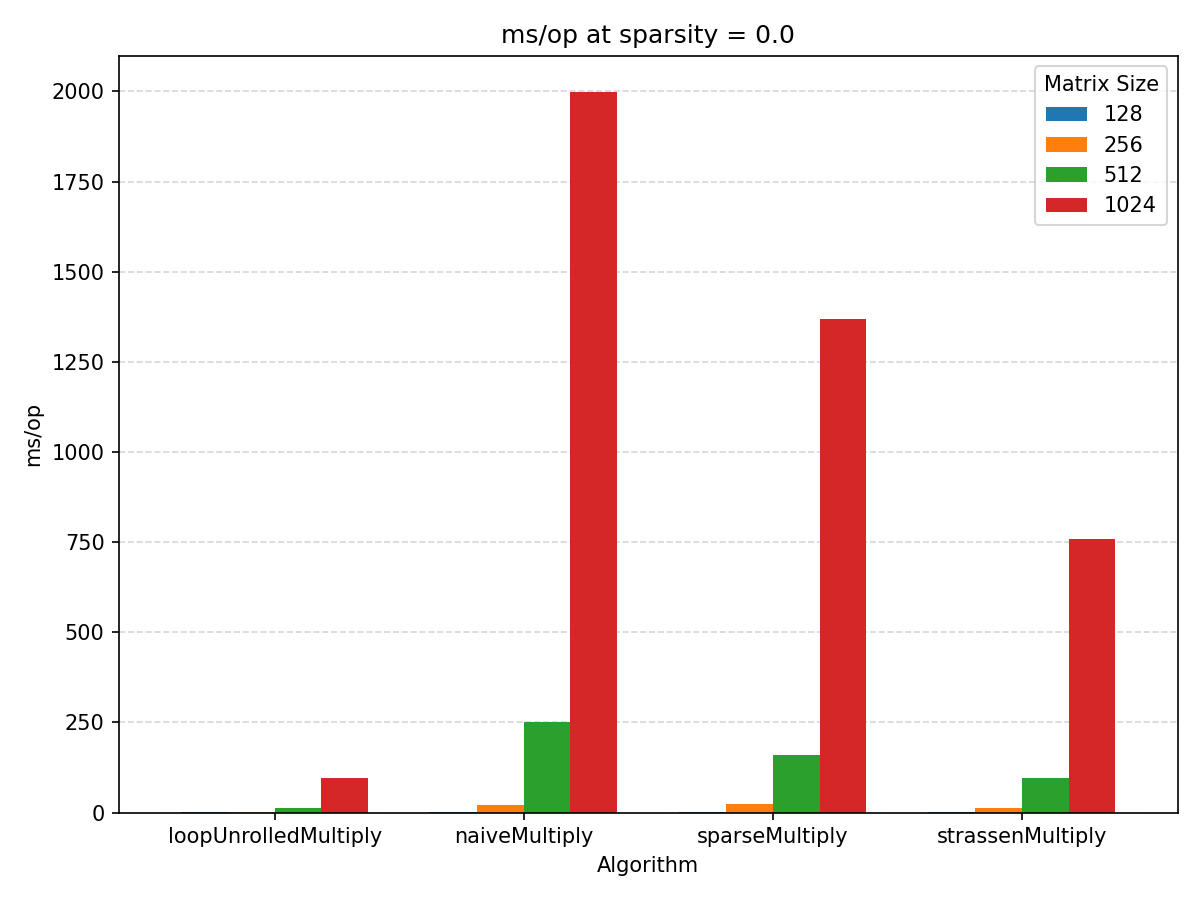 ms/op at sparsity = 0.0
Matrix Size
128
256
512
1024
ms/op
2000
1750
1500
1250
1000
750
500
250
0
loopUnrolledMultiply naiveMultiply sparseMultiply strassenMultiply
Algorithm